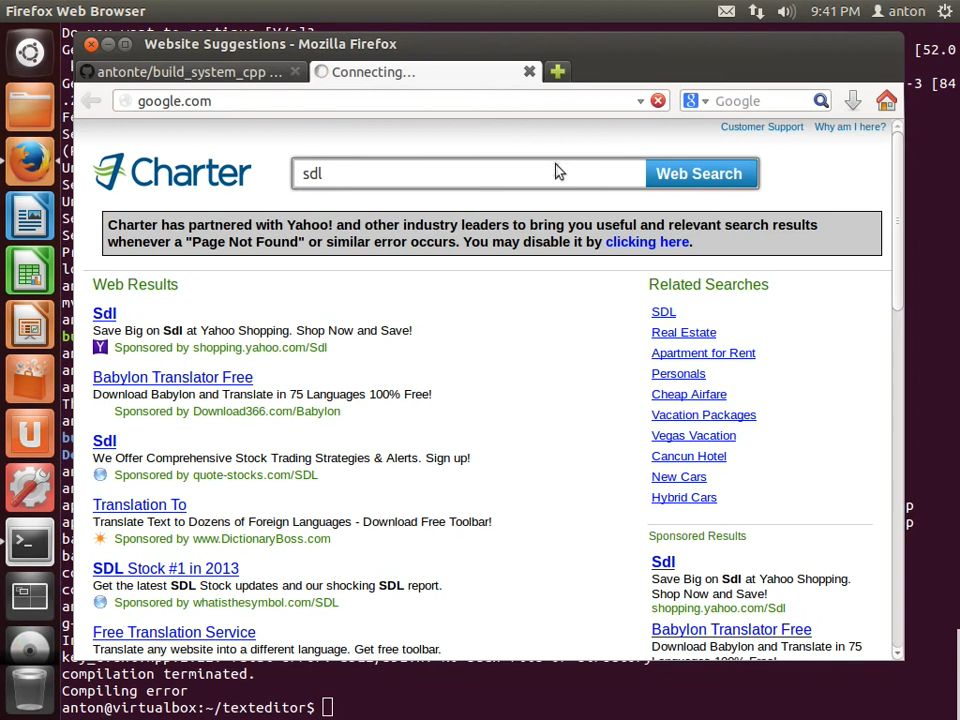 Firefox Web Browser
9:41 PM
anton
Website Suggestions - Mozilla Firefox
[52.0
antonte/build_system_cpp ...
Connecting...
-3 [84
google.com
Google
Customer Support
Why am I here?
Charter
sdl
Web Search
Charter has partnered with Yahoo! and other industry leaders to bring you useful and relevant search results
whenever a "Page Not Found" or similar error occurs. You may disable it by clicking here.
Web Results
Sdl
Save Big on Sdl at Yahoo Shopping. Shop Now and Save!
Sponsored by shopping.yahoo.com/Sdl
Babylon Translator Free
Download Babylon and Translate in 75 Languages 100% Free!
Sponsored by Download366.com/Babylon
Sdl
We Offer Comprehensive Stock Trading Strategies & Alerts. Sign up!
Sponsored by quote-stocks.com/SDL
Translation To
Translate Text to Dozens of Foreign Languages - Download Free Toolbar!
Sponsored by www.DictionaryBoss.com
SDL Stock #1 in 2013
Get the latest SDL Stock updates and our shocking SDL report.
Sponsored by whatisthesymbol.com/SDL
Free Translation Service
Translate any website into a different language. Get free toolbar.
Related Searches
SDL
Real Estate
Apartment for Rent
Personals
Cheap Airfare
Vacation Packages
Vegas Vacation
Cancun Hotel
New Cars
Hybrid Cars
Sponsored Results
Sdl
Save Big on Sdl at Yahoo Shopping.
Shop Now and Save!
shopping.yahoo.com/Sdl
Babylon Translator Free
Download Babylon and Translate in 75
compilation terminated.
Compiling error
anton@virtualbox:~/texteditor$